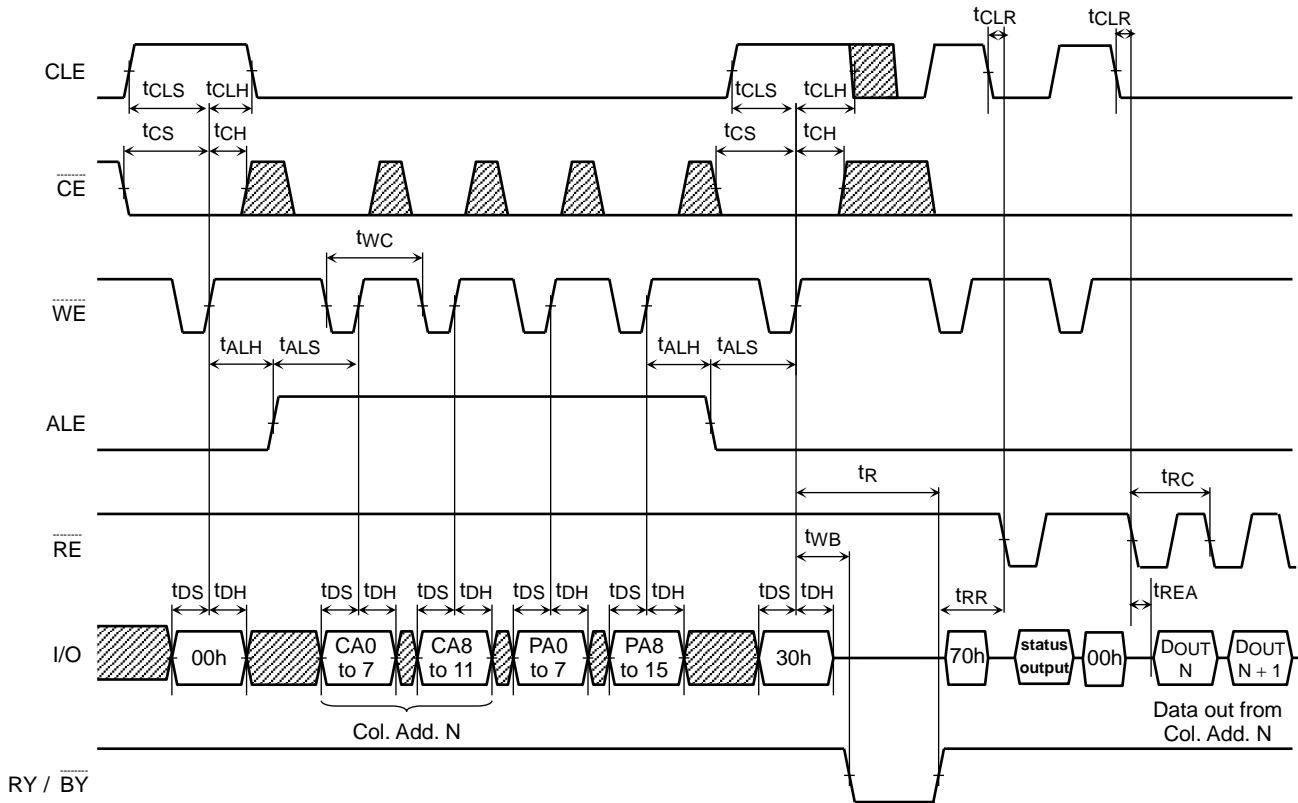 tCLR tCLR
CLE
tCLS tCLH tCLS tCLH
tCS tCH tCS tCH
CE
tWC
WE
tALH tALS tALH tALS
ALE
tR tRC
RE
tWB
tDS tDH tDS tDH tDS tDH tDS tDH tDS tDH tDS tDH tRR tREA
I/O
00h
CA0
to 7
CA8
to 11
PA0
to 7
PA8
to 15
30h
70h
status
output
00h
DOUT
N
DOUT
N + 1
Col. Add. N
Data out from
Col. Add. N
RY / BY